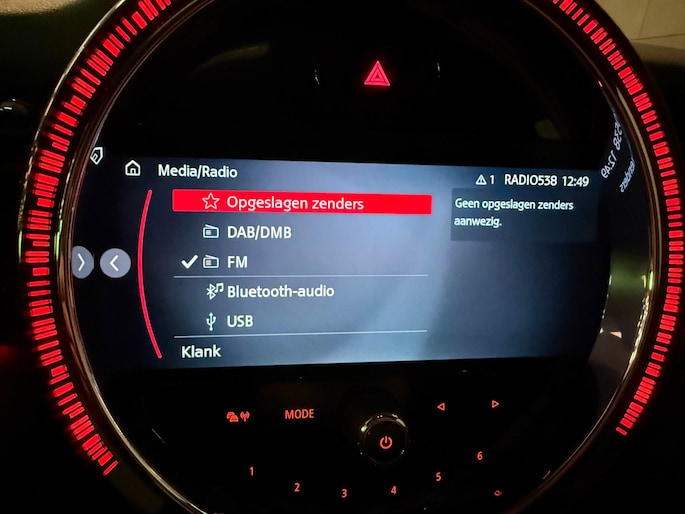 Media/Radio
1 RADIO538 12:49
Opgeslagen zenders
Geen opgeslagen zenders
aanwezig.
DAB/DMB
FM
Bluetooth-audio
USB
Klank
MODE
1
2
3
4
5
6